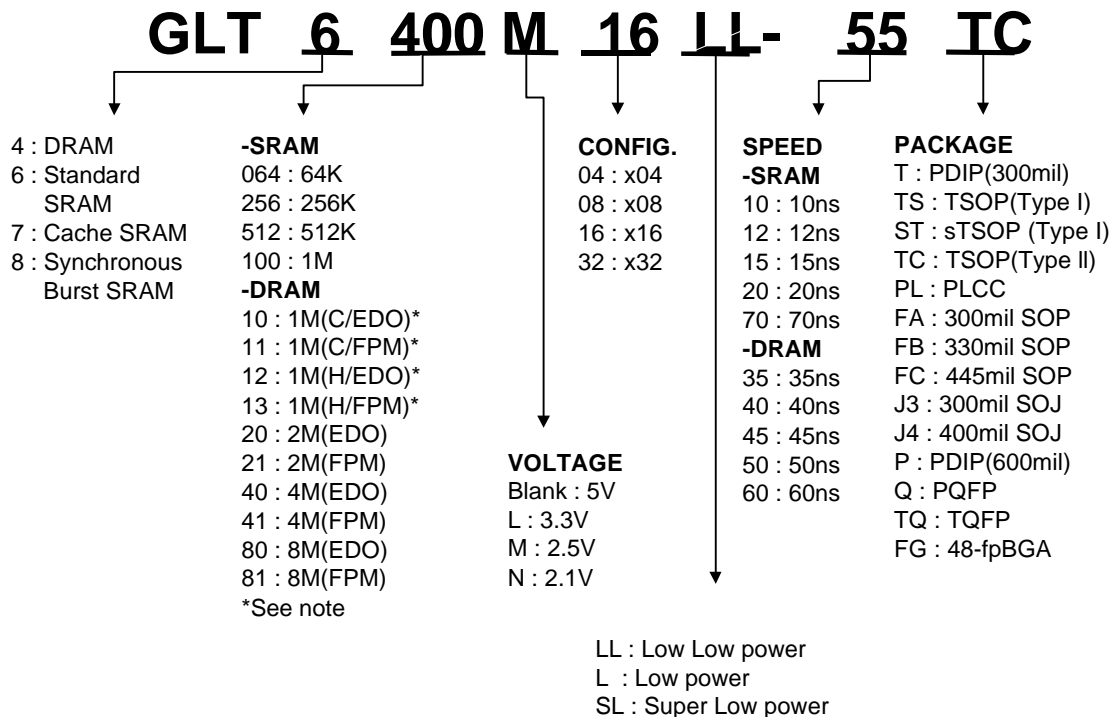 GLT 6 400 M 16 LL- 55 TC
4 : DRAM
6 : Standard
SRAM
7 : Cache SRAM
8 : Synchronous
Burst SRAM
-SRAM
064 : 64K
256 : 256K
512 : 512K
100 : 1M
-DRAM
10 : 1M(C/EDO)*
11 : 1M(C/FPM)*
12 : 1M(H/EDO)*
13 : 1M(H/FPM)*
20 : 2M(EDO)
21 : 2M(FPM)
40 : 4M(EDO)
41 : 4M(FPM)
80 : 8M(EDO)
81 : 8M(FPM)
*See note
VOLTAGE
Blank : 5V
L : 3.3V
M : 2.5V
N : 2.1V
CONFIG.
04 : x04
08 : x08
16 : x16
32 : x32
LL : Low Low power
L : Low power
SL : Super Low power
SPEED
-SRAM
10 : 10ns
12 : 12ns
15 : 15ns
20 : 20ns
70 : 70ns
-DRAM
35 : 35ns
40 : 40ns
45 : 45ns
50 : 50ns
60 : 60ns
PACKAGE
T : PDIP(300mil)
TS : TSOP(Type I)
ST : sTSOP (Type I)
TC : TSOP(Type ll)
PL : PLCC
FA : 300mil SOP
FB : 330mil SOP
FC : 445mil SOP
J3 : 300mil SOJ
J4 : 400mil SOJ
P : PDIP(600mil)
Q : PQFP
TQ : TQFP
FG : 48-fpBGA